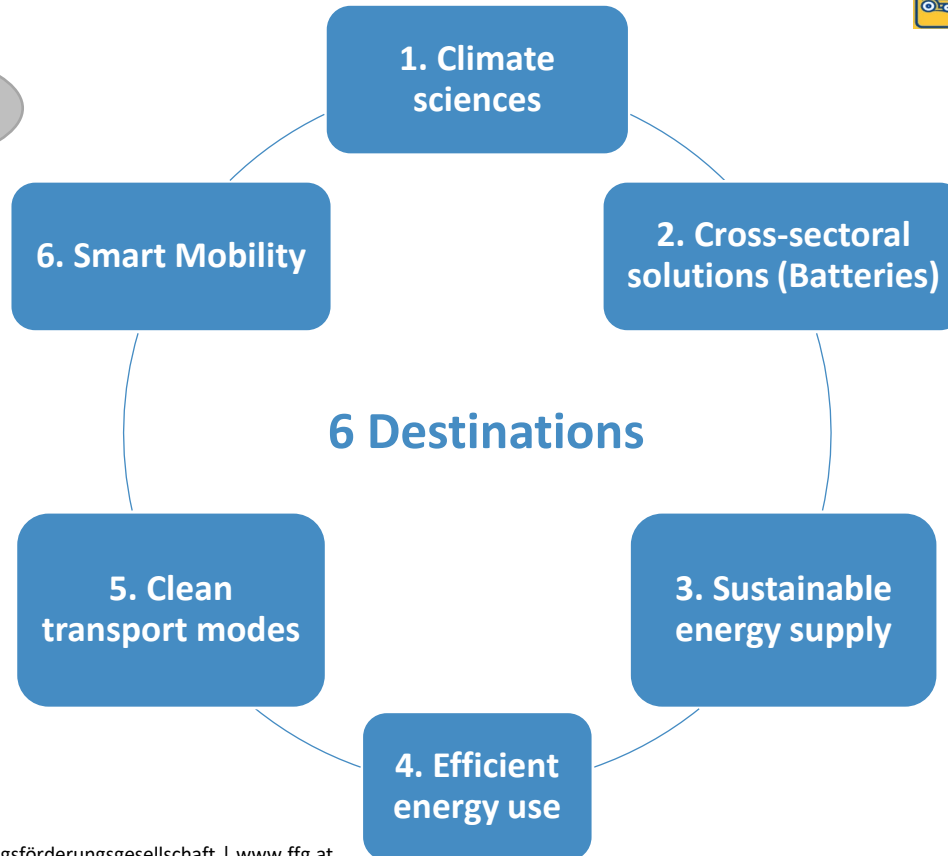 1. Climate
sciences
2. Cross-sectoral
solutions (Batteries)
3. Sustainable
energy supply
4. Efficient
energy use
5. Clean
transport modes
6. Smart Mobility
6 Destinations
gsförderungsgesellschaft | www.ffg.at